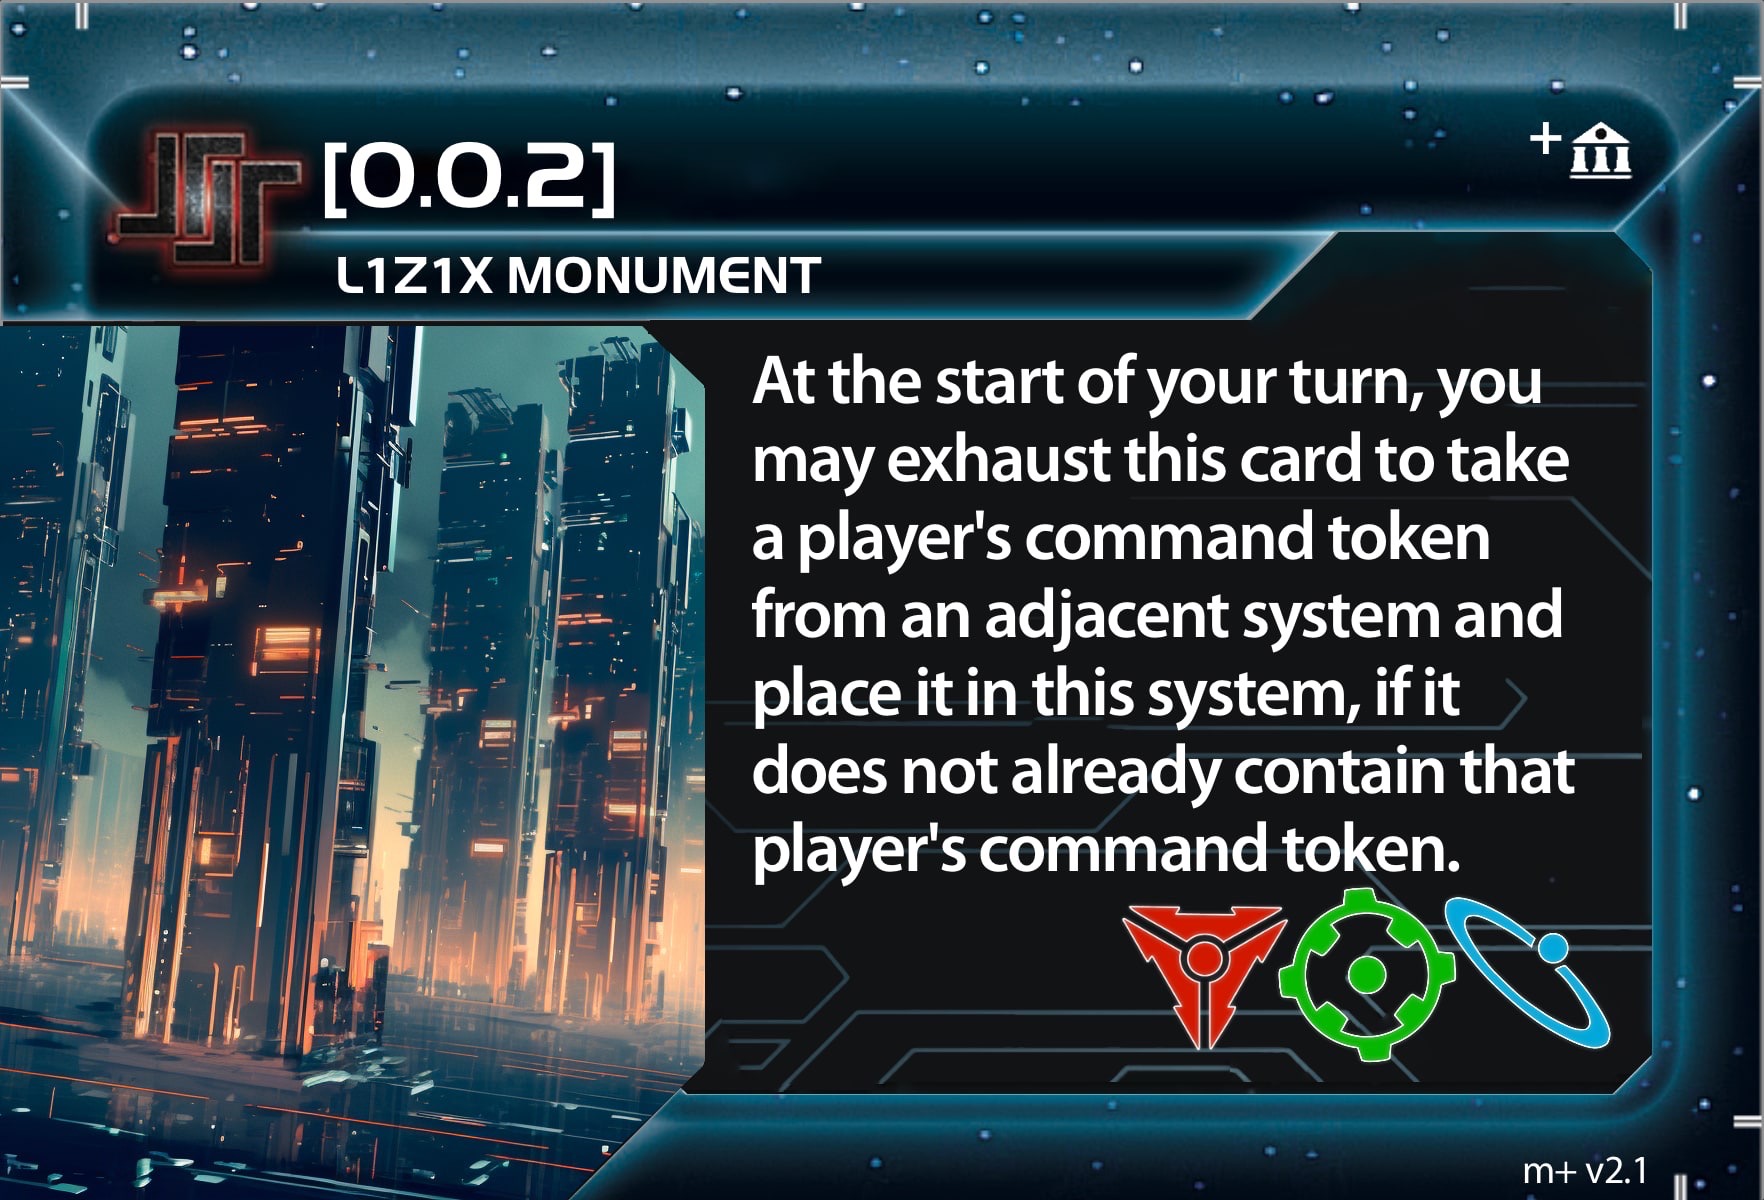 [0.0.2]
+
L1Z1X MONUMENT
At the start of your turn, you
may exhaust this card to take
a player's command token
from an adjacent system and
place it in this system, if it
does not already contain that
player's command token.
m+ v2.1